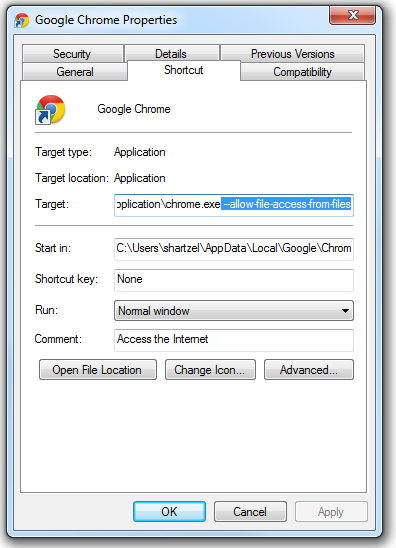 Google Chrome Properties
Security Details Previous Versions
General Shortcut Compatibility
Google Chrome
Target type: Application
Target location: Application
Target: pplication\chrome.exe --allow-file-access-from-files
Start in: C:\Users\shartzel\AppData\Local\Google\Chrom
Shortcut key: None
Run: Normal window
Comment: Access the Internet
Open File Location Change Icon... Advanced...
OK Cancel Apply